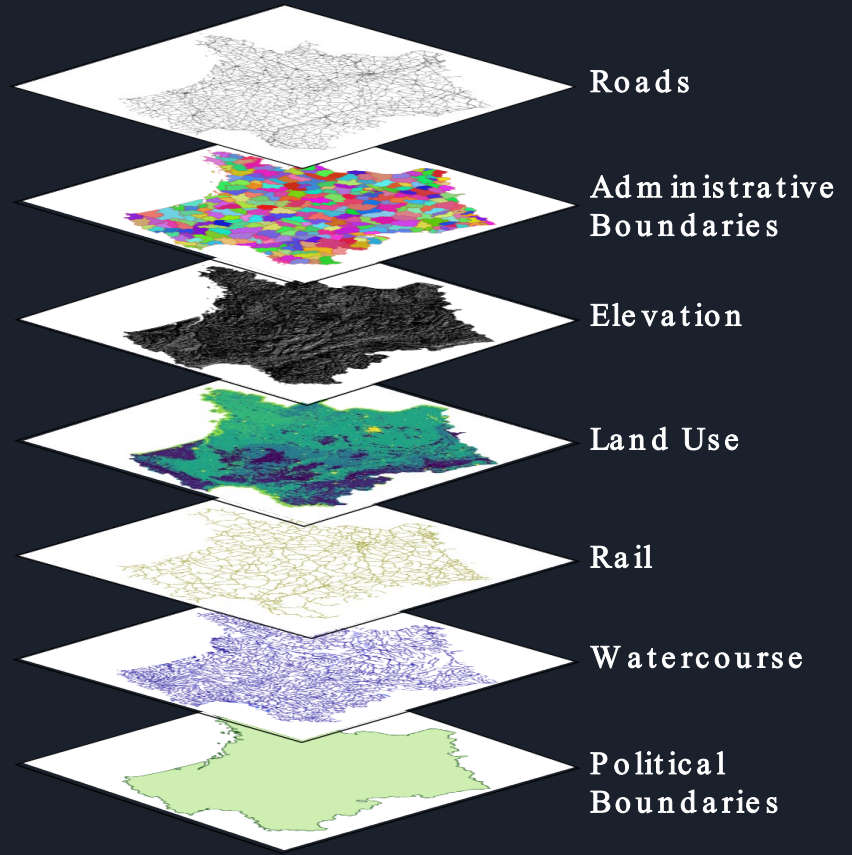 Roads
Administrative
Boundaries
Elevation
Land Use
Rail
Watercourse
Political
Boundaries